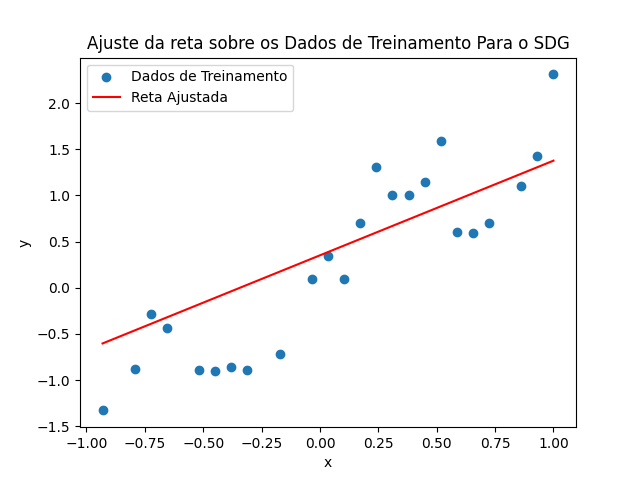 Ajuste da reta sobre os Dados de Treinamento Para o SDG
Dados de Treinamento
Reta Ajustada
2.0
1.5
1.0
0.5
0.0
−0.5
−1.0
−1.5
y
−1.00 −0.75 −0.50 −0.25 0.00 0.25 0.50 0.75 1.00
x